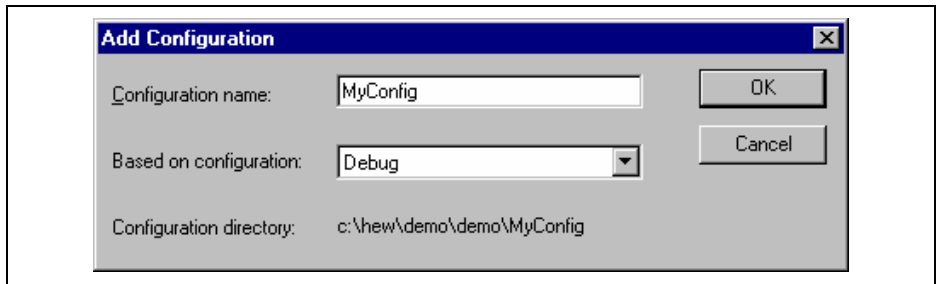 Add Configuration
Configuration name: MyConfig OK
Based on configuration: Debug Cancel
Configuration directory: c:\hew\demo\demo\MyConfig